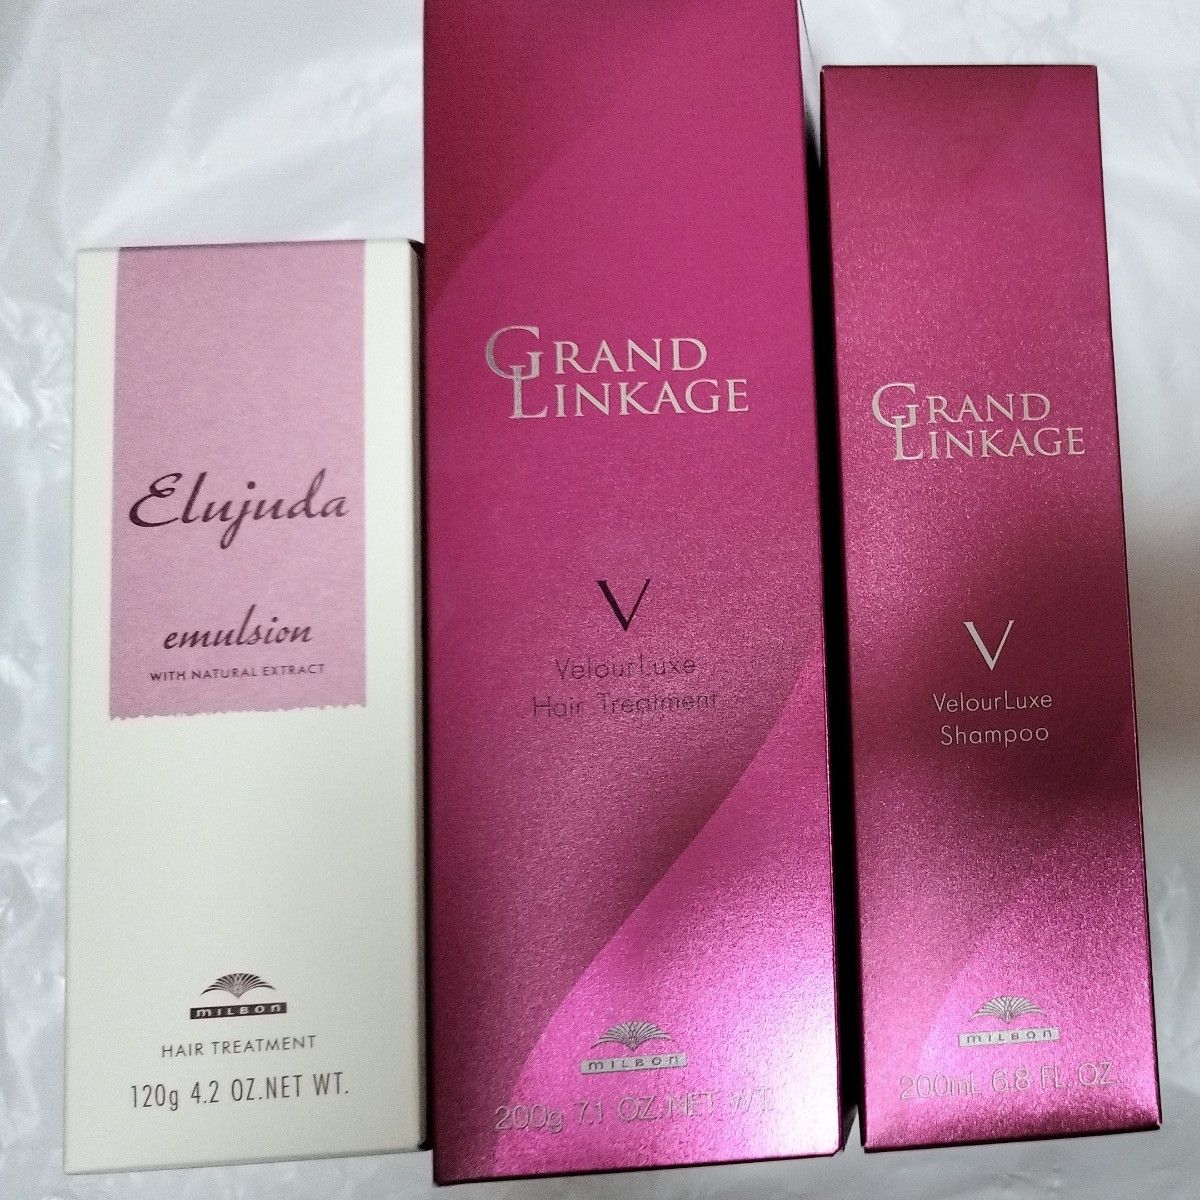 Elujuda
emulsion
WITH NATURAL EXTRACT
MILBON
HAIR TREATMENT
120g 4.2 OZ.NET WT.
GRAND
LINKAGE
V
VelourLuxe
Hair Treatment
MILBON
200g 7.1 OZ.NET WT.
GRAND
LINKAGE
V
VelourLuxe
Shampoo
MILBON
200mL 6.8 FL. OZ.